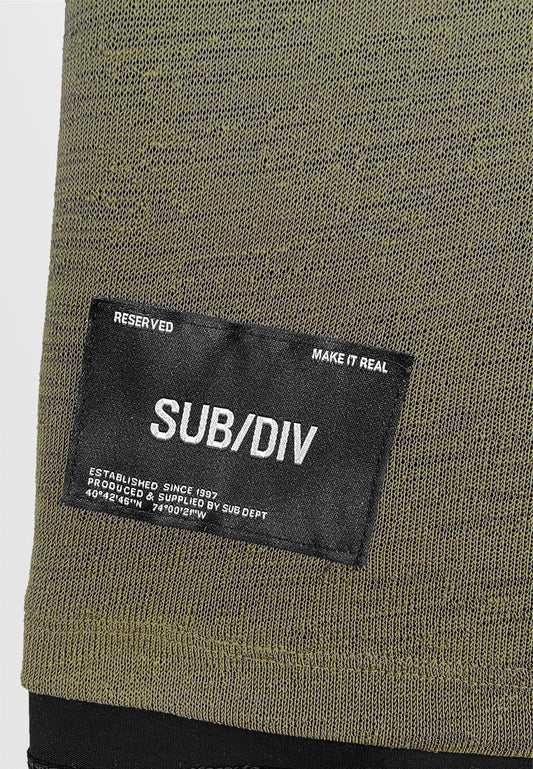 RESERVED
MAKE IT REAL
SUB/DIV
ESTABLISHED SINCE 1997
PRODUCED & SUPPLIED BY SUB DEPT
40°42'46"N 74°00'21"W